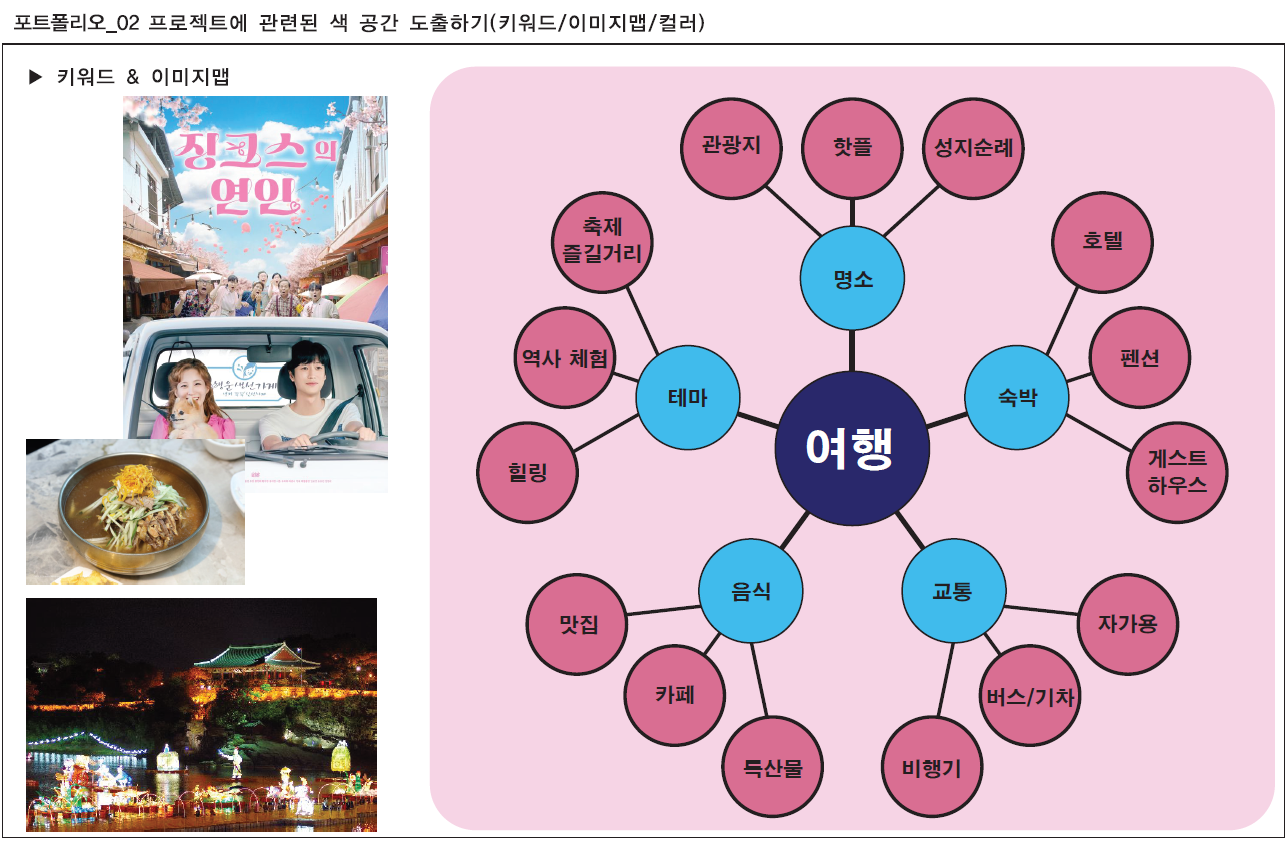 포트폴리오_02 프로젝트에 관련된 색 공간 도출하기(키워드/이미지맵/컬러)
▶ 키워드 & 이미지맵
징크스의
연인
관광지
핫플
성지순례
명소
축제
즐길거리
역사 체험
힐링
테마
호텔
펜션
게스트
하우스
숙박
여행
음식
맛집
카페
특산물
교통
자가용
버스/기차
비행기